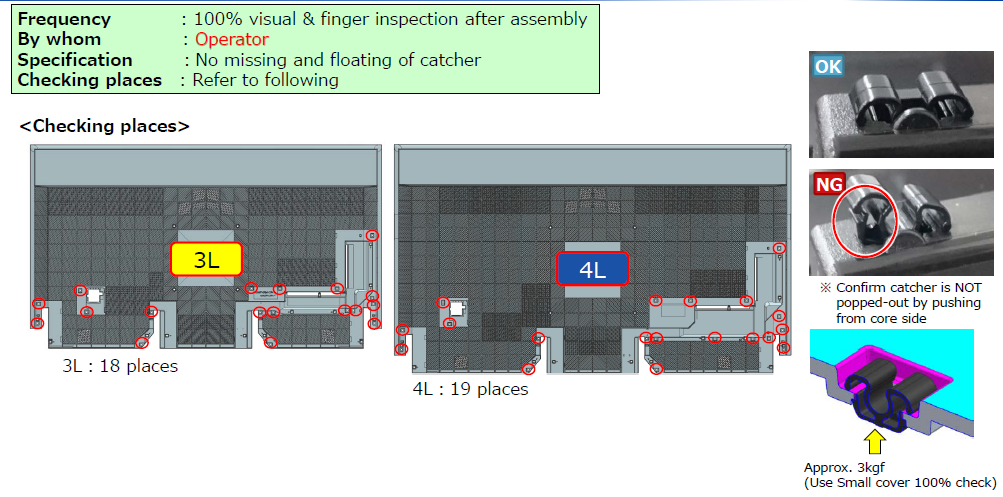 Frequency : 100% visual & finger inspection after assembly
By whom : Operator
Specification : No missing and floating of catcher
Checking places : Refer to following
<Checking places>
3L
3L : 18 places
4L
4L : 19 places
OK
NG
※ Confirm catcher is NOT
popped-out by pushing
from core side
Approx. 3kgf
(Use Small cover 100% check)